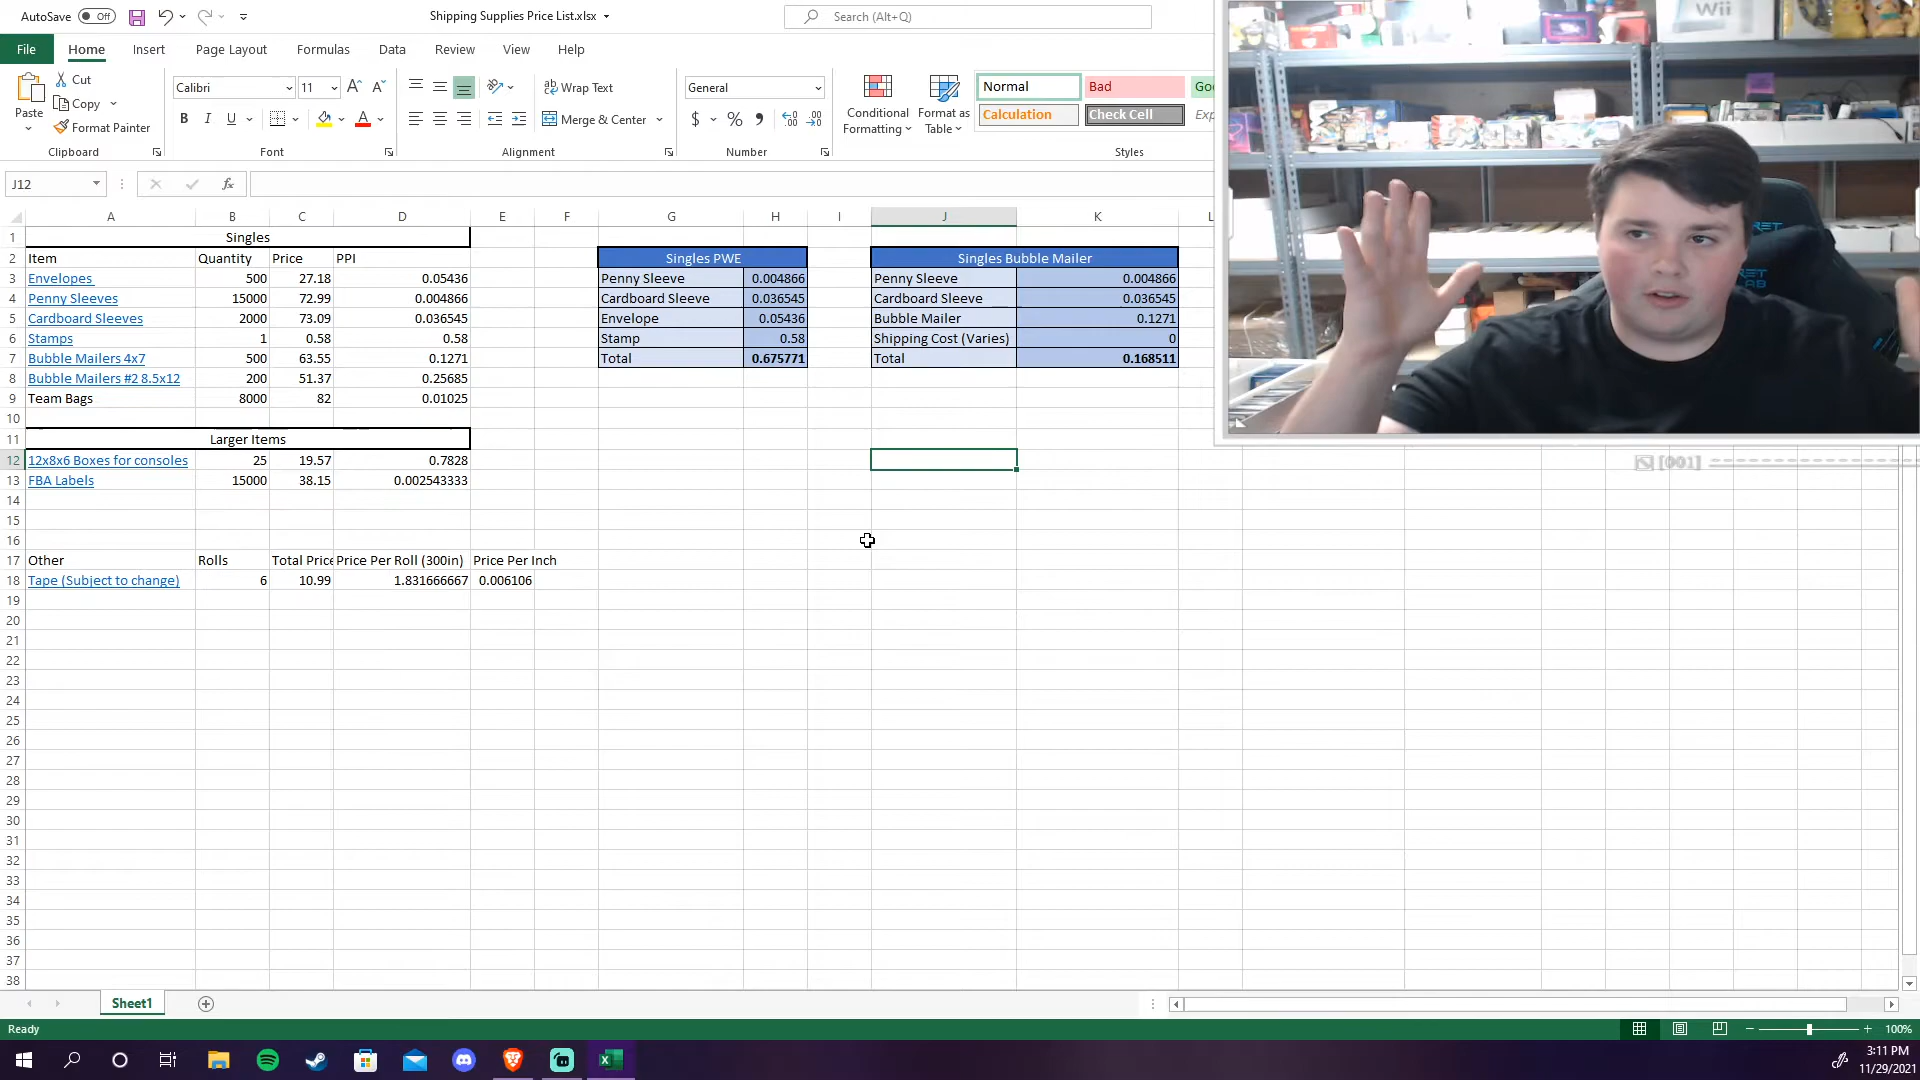 AutoSave Off Shipping Supplies Price List.xlsx Search (Alt+Q)
File Home Insert Page Layout Formulas Data Review View Help
Paste Cut Copy Format Painter
Clipboard
Calibri 11
B I U
Font
Wrap Text
Merge & Center
Alignment
General
$ %
Number
Conditional Formatting
Format as Table
Normal Bad
Calculation Check Cell
Styles
J12 fx
A B C D E F G H I J K L
1 Singles
2 Item Quantity Price PPI Singles PWE Singles Bubble Mailer
3 Envelopes 500 27.18 0.05436 Penny Sleeve 0.004866 Penny Sleeve 0.004866
4 Penny Sleeves 15000 72.99 0.004866 Cardboard Sleeve 0.036545 Cardboard Sleeve 0.036545
5 Cardboard Sleeves 2000 73.09 0.036545 Envelope 0.05436 Bubble Mailer 0.1271
6 Stamps 1 0.58 0.58 Stamp 0.58 Shipping Cost (Varies) 0
7 Bubble Mailers 4x7 500 63.55 0.1271 Total 0.675771 Total 0.168511
8 Bubble Mailers #2 8.5x12 200 51.37 0.25685
9 Team Bags 8000 82 0.01025
10
11 Larger Items
12 12x8x6 Boxes for consoles 25 19.57 0.7828
13 FBA Labels 15000 38.15 0.002543333
14
15
16
17 Other Rolls Total Price Per Roll (300in) Price Per Inch
18 Tape (Subject to change) 6 10.99 1.831666667 0.006106
19
20
21
22
23
24
25
26
27
28
29
30
31
32
33
34
35
36
37
38
Wii
[001]
Sheet1
Ready 100%
3:11 PM
11/29/2021